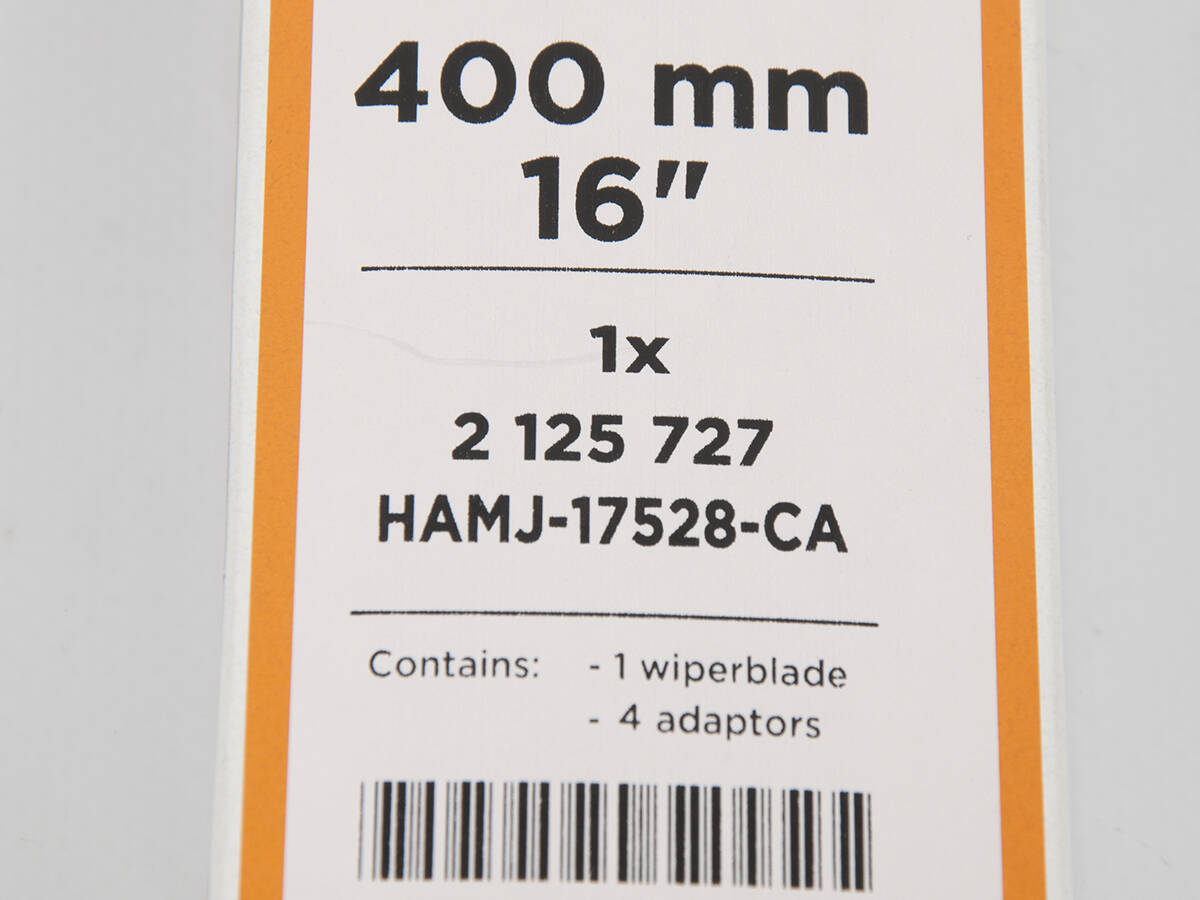 400 mm
16"
1x
2 125 727
HAMJ-17528-CA
Contains: - 1 wiperblade
- 4 adaptors